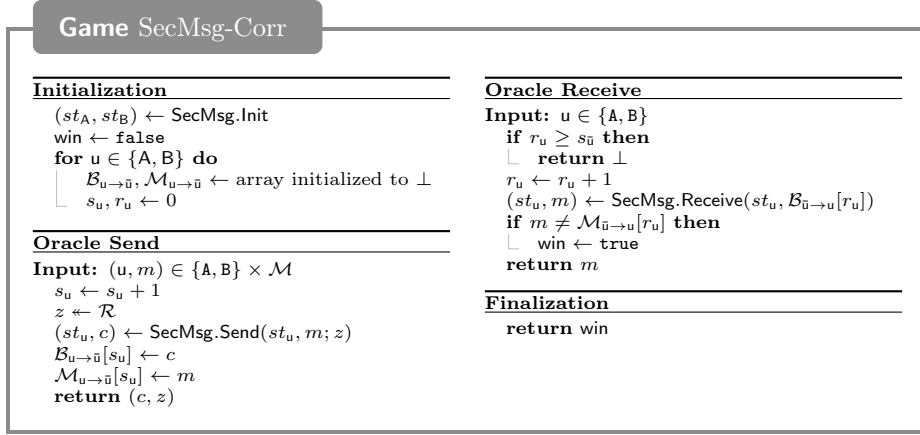 Game SecMsg-Corr
Initialization
(st_A, st_B) ← SecMsg.Init
win ← false
for u ∈ {A, B} do
ℬ_{u→ū}, ℳ_{u→ū} ← array initialized to ⊥
s_u, r_u ← 0
Oracle Send
Input: (u, m) ∈ {A, B} × ℳ
s_u ← s_u + 1
z ↞ ℛ
(st_u, c) ← SecMsg.Send(st_u, m; z)
ℬ_{u→ū}[s_u] ← c
ℳ_{u→ū}[s_u] ← m
return (c, z)
Oracle Receive
Input: u ∈ {A, B}
if r_u ≥ s_ū then
return ⊥
r_u ← r_u + 1
(st_u, m) ← SecMsg.Receive(st_u, ℬ_{ū→u}[r_u])
if m ≠ ℳ_{ū→u}[r_u] then
win ← true
return m
Finalization
return win